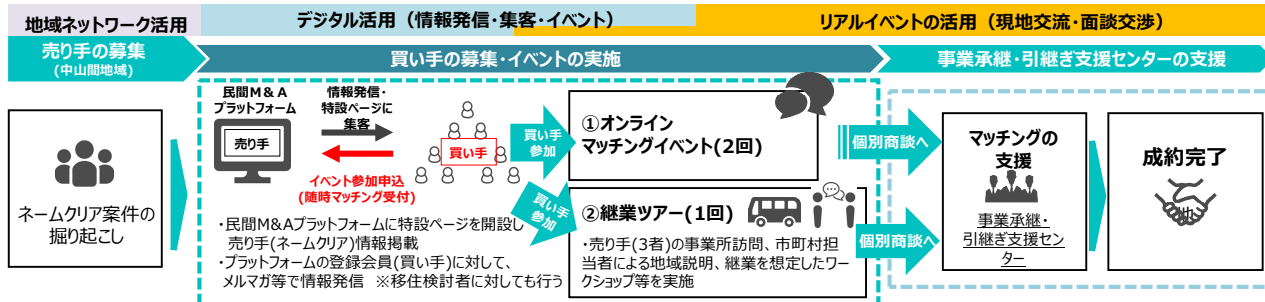 地域ネットワーク活用
デジタル活用（情報発信・集客・イベント）
リアルイベントの活用（現地交流・面談交渉）
売り手の募集
(中山間地域)
買い手の募集・イベントの実施
事業承継・引継ぎ支援センターの支援
ネームクリア案件の
掘り起こし
民間M&A
プラットフォーム
売り手
情報発信・
特設ページに
集客
買い手
イベント参加申込
(随時マッチング受付)
・民間M&Aプラットフォームに特設ページを開設し
売り手(ネームクリア)情報掲載
・プラットフォームの登録会員(買い手)に対して、
メルマガ等で情報発信　※移住検討者に対しても行う
買い手
参加
①オンライン
マッチングイベント(2回)
買い手
参加
②継業ツアー(1回)
・売り手(3者)の事業所訪問、市町村担
当者による地域説明、継業を想定したワー
クショップ等を実施
個別商談へ
個別商談へ
マッチングの
支援
事業承継・
引継ぎ支援セン
ター
成約完了